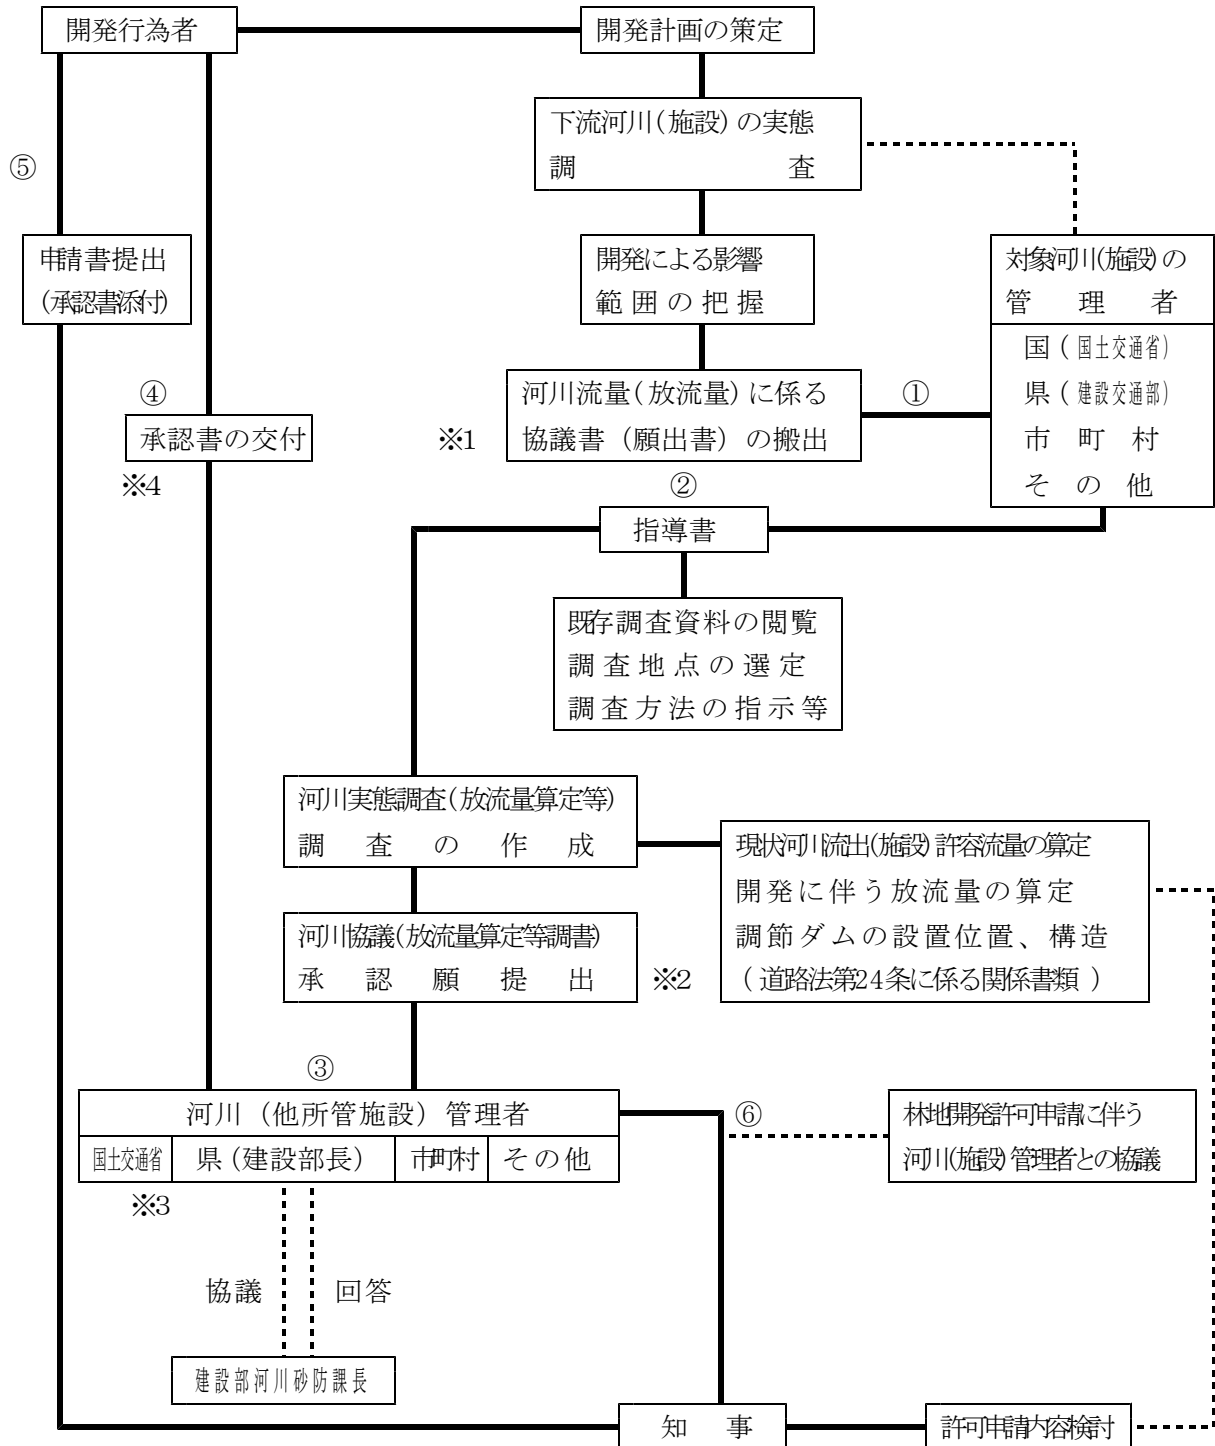 開発行為者
開発計画の策定
下流河川(施設)の実態
調査
⑤
申請書提出
(承認書添付)
開発による影響
範囲の把握
対象河川(施設)の
管理者
国(国土交通省)
県(建設交通部)
市町村
その他
④
承認書の交付
※4
※1
河川流量(放流量)に係る
協議書(願出書)の搬出
①
②
指導書
既存調査資料の閲覧
調査地点の選定
調査方法の指示等
河川実態調査(放流量算定等)
調査の作成
現状河川流出(施設)許容流量の算定
開発に伴う放流量の算定
調節ダムの設置位置、構造
(道路法第24条に係る関係書類)
河川協議(放流量算定等調書)
承認願提出
※2
③
河川(他所管施設)管理者
国土交通省 県(建設部長) 市町村 その他
※3
⑥
林地開発許可申請に伴う
河川(施設)管理者との協議
協議 回答
建設部河川砂防課長
知事
許可申請内容検討